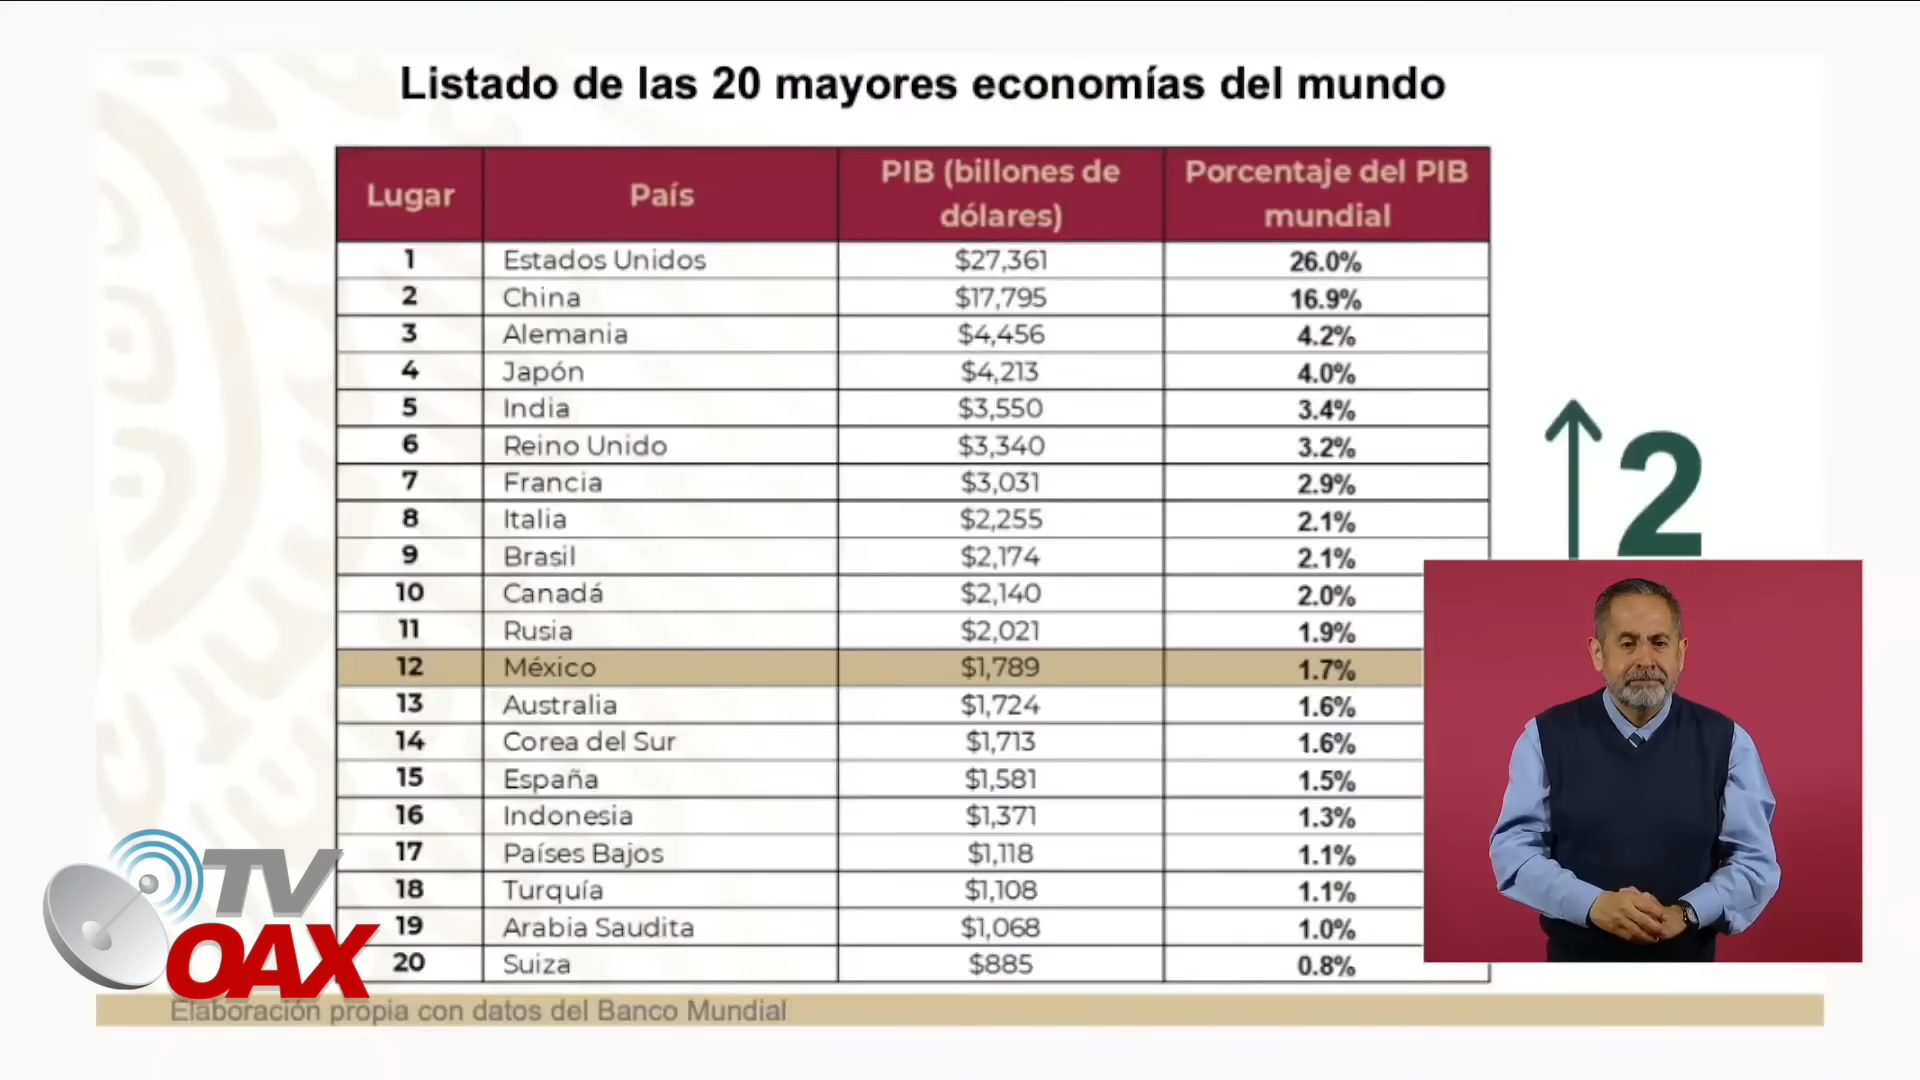 Listado de las 20 mayores economías del mundo
Lugar País PIB (billones de dólares) Porcentaje del PIB mundial
1 Estados Unidos $27,361 26.0%
2 China $17,795 16.9%
3 Alemania $4,456 4.2%
4 Japón $4,213 4.0%
5 India $3,550 3.4%
6 Reino Unido $3,340 3.2%
7 Francia $3,031 2.9%
8 Italia $2,255 2.1%
9 Brasil $2,174 2.1%
10 Canadá $2,140 2.0%
11 Rusia $2,021 1.9%
12 México $1,789 1.7%
13 Australia $1,724 1.6%
14 Corea del Sur $1,713 1.6%
15 España $1,581 1.5%
16 Indonesia $1,371 1.3%
17 Países Bajos $1,118 1.1%
18 Turquía $1,108 1.1%
19 Arabia Saudita $1,068 1.0%
20 Suiza $885 0.8%
2
TV
OAX
Elaboración propia con datos del Banco Mundial